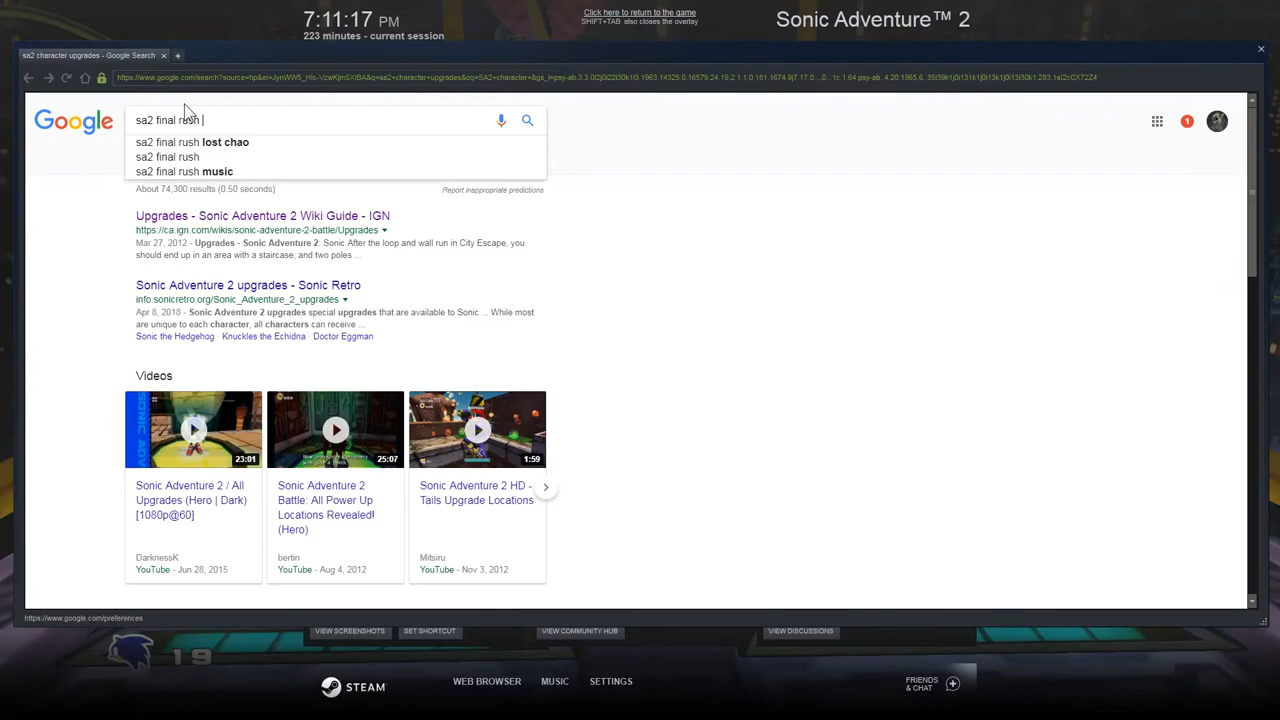 7:11:17 PM
223 minutes - current session
Click here to return to the game
SHIFT+TAB also closes the overlay
Sonic Adventure™ 2
sa2 character upgrades - Google Search
Google
sa2 final rush
sa2 final rush lost chao
sa2 final rush
sa2 final rush music
1
About 74,300 results (0.50 seconds)
Report inappropriate predictions
Upgrades - Sonic Adventure 2 Wiki Guide - IGN
https://ca.ign.com/wikis/sonic-adventure-2-battle/Upgrades
Mar 27, 2012 - Upgrades - Sonic Adventure 2: Sonic After the loop and wall run in City Escape, you
should end up in an area with a staircase, and two poles ...
Sonic Adventure 2 upgrades - Sonic Retro
info.sonicretro.org/Sonic_Adventure_2_upgrades
Apr 8, 2018 - Sonic Adventure 2 upgrades special upgrades that are available to Sonic ... While most
are unique to each character, all characters can receive ...
Sonic the Hedgehog · Knuckles the Echidna · Doctor Eggman
Videos
23:01
25:07
1:59
Sonic Adventure 2 / All
Upgrades (Hero | Dark)
[1080p@60]
DarknessK
YouTube - Jun 28, 2015
Sonic Adventure 2
Battle: All Power Up
Locations Revealed!
(Hero)
bertin
YouTube - Aug 4, 2012
Sonic Adventure 2 HD -
Tails Upgrade Locations
Mitsiru
YouTube - Nov 3, 2012
https://www.google.com/preferences
VIEW SCREENSHOTS
SET SHORTCUT
VIEW COMMUNITY HUB
VIEW DISCUSSIONS
19
STEAM
WEB BROWSER
MUSIC
SETTINGS
FRIENDS
& CHAT